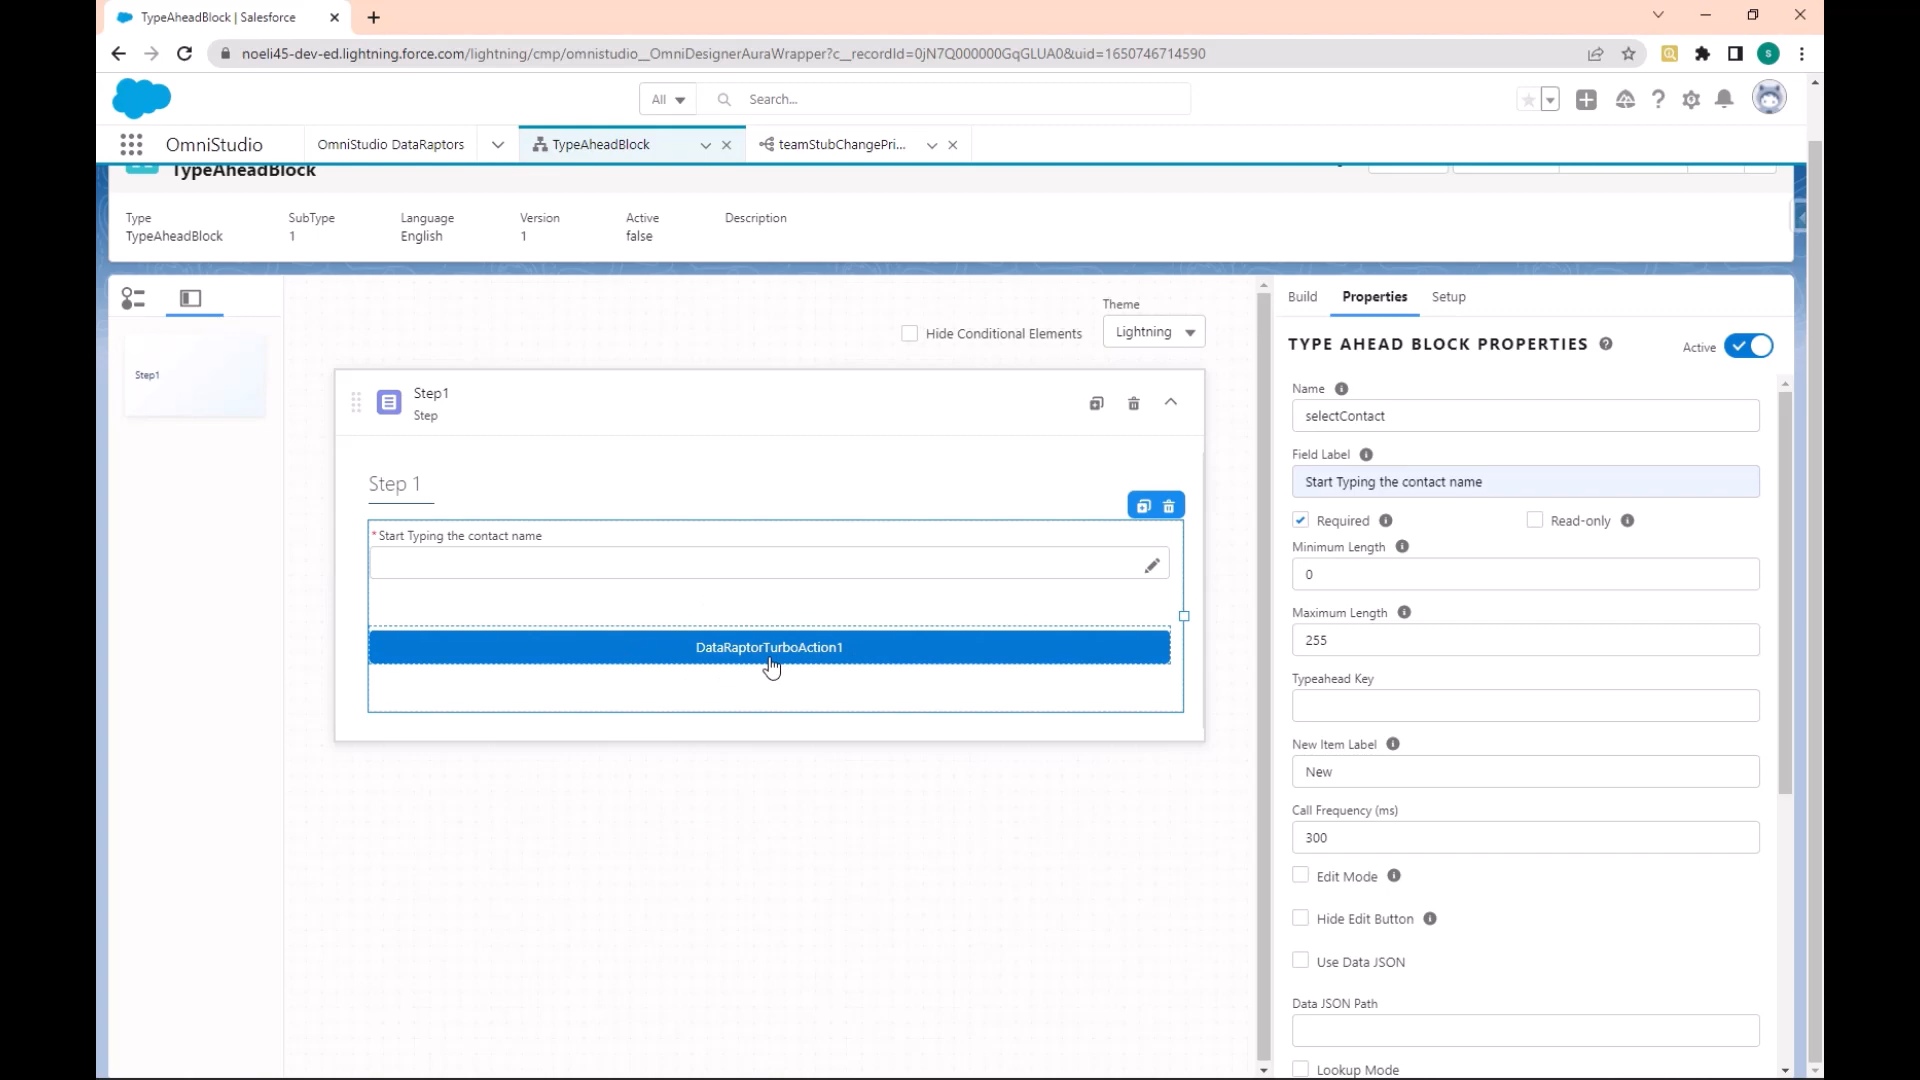 TypeAheadBlock | Salesforce
noeli45-dev-ed.lightning.force.com/lightning/cmp/omnistudio__OmniDesignerAuraWrapper?c__recordId=0jN7Q000000GqGLUA0&uid=1650746714590
S
All
Search...
OmniStudio
OmniStudio DataRaptors
TypeAheadBlock
teamStubChangePri...
TypeAheadBlock
Type
SubType
Language
Version
Active
Description
TypeAheadBlock
1
English
1
false
Step1
Theme
Hide Conditional Elements
Lightning
Step1
Step
Step 1
*Start Typing the contact name
DataRaptorTurboAction1
Build
Properties
Setup
TYPE AHEAD BLOCK PROPERTIES
Active
Name
selectContact
Field Label
Start Typing the contact name
Required
Read-only
Minimum Length
0
Maximum Length
255
Typeahead Key
New Item Label
New
Call Frequency (ms)
300
Edit Mode
Hide Edit Button
Use Data JSON
Data JSON Path
Lookup Mode